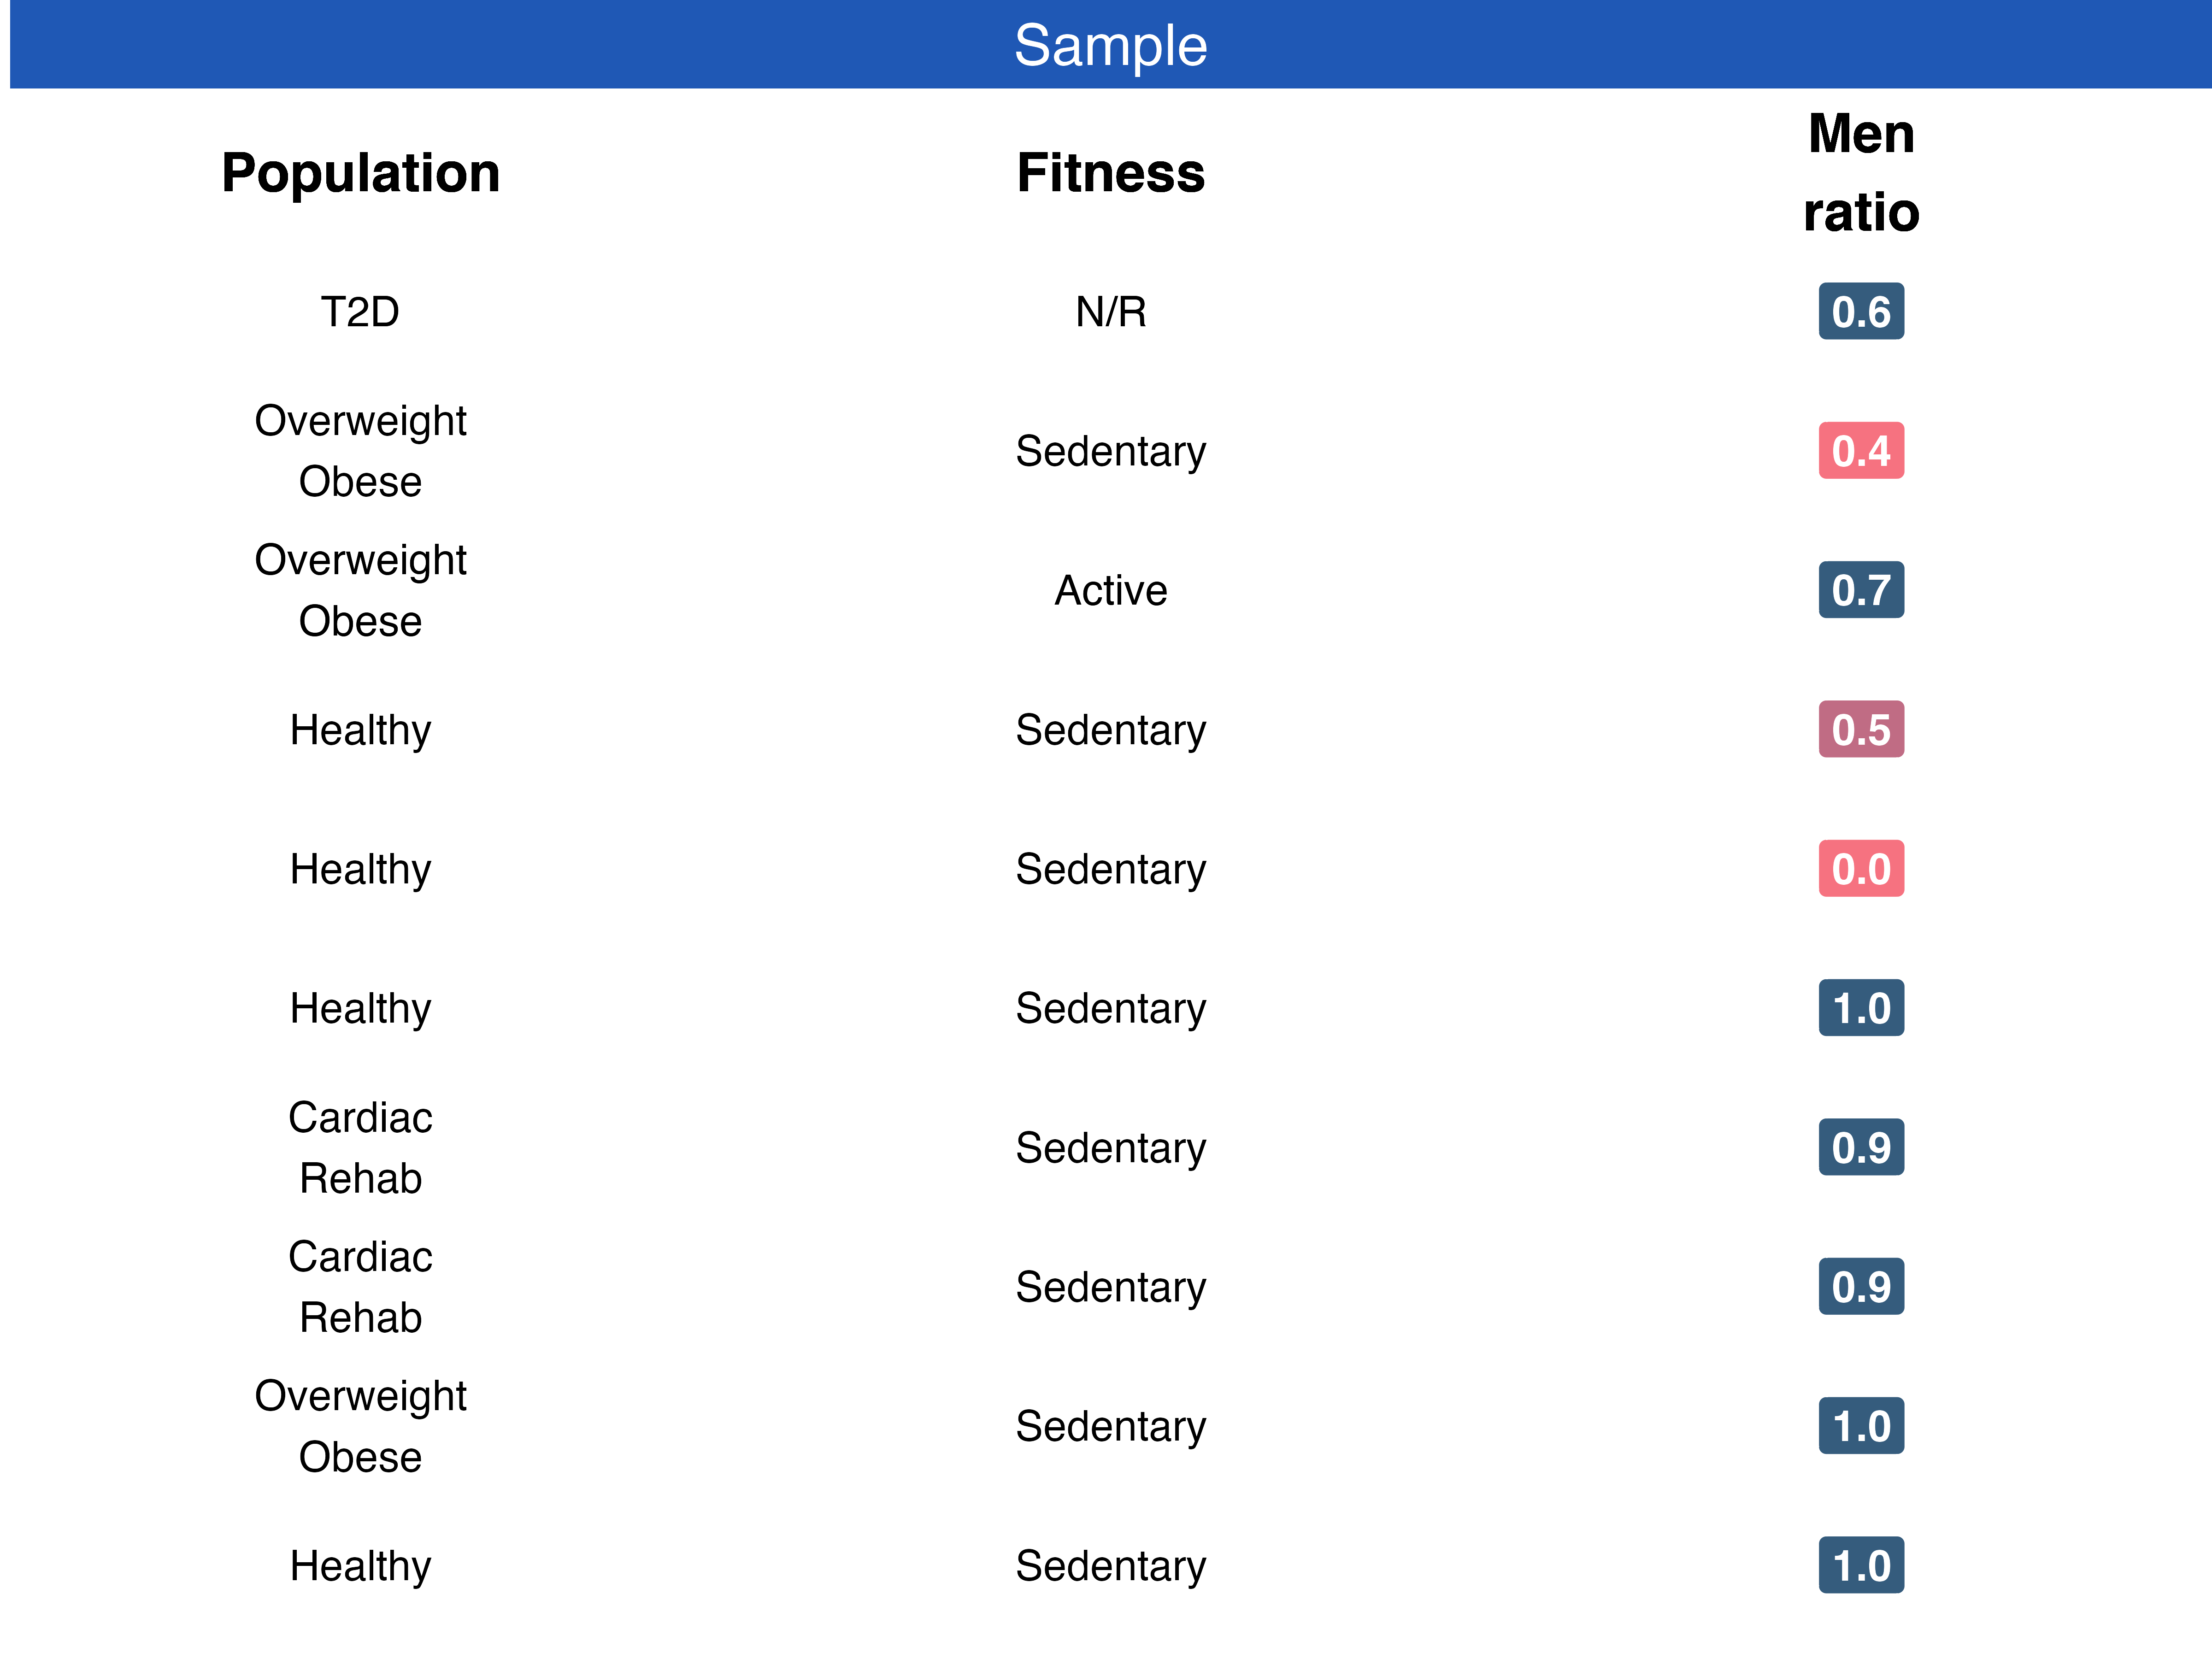 Sample
Population Fitness Men ratio
T2D N/R 0.6
Overweight Obese Sedentary 0.4
Overweight Obese Active 0.7
Healthy Sedentary 0.5
Healthy Sedentary 0.0
Healthy Sedentary 1.0
Cardiac Rehab Sedentary 0.9
Cardiac Rehab Sedentary 0.9
Overweight Obese Sedentary 1.0
Healthy Sedentary 1.0